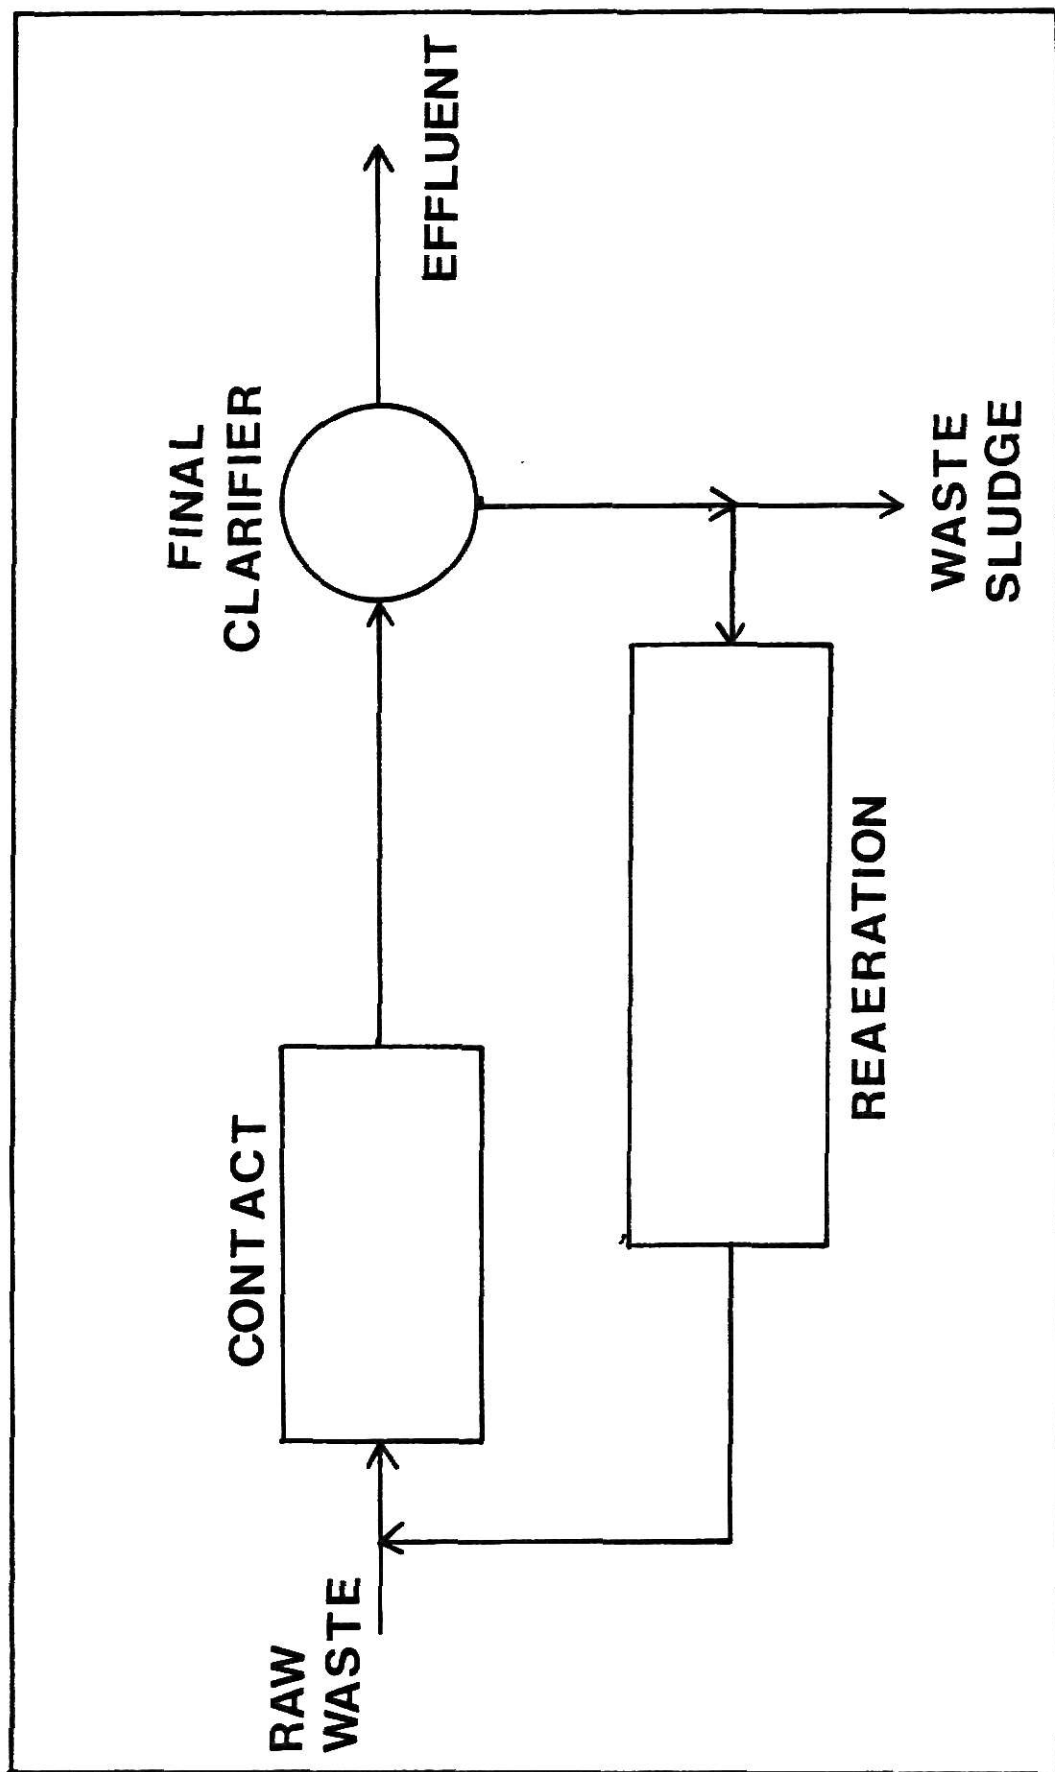 RAW
WASTE
CONTACT
FINAL
CLARIFIER
EFFLUENT
REAERATION
WASTE
SLUDGE